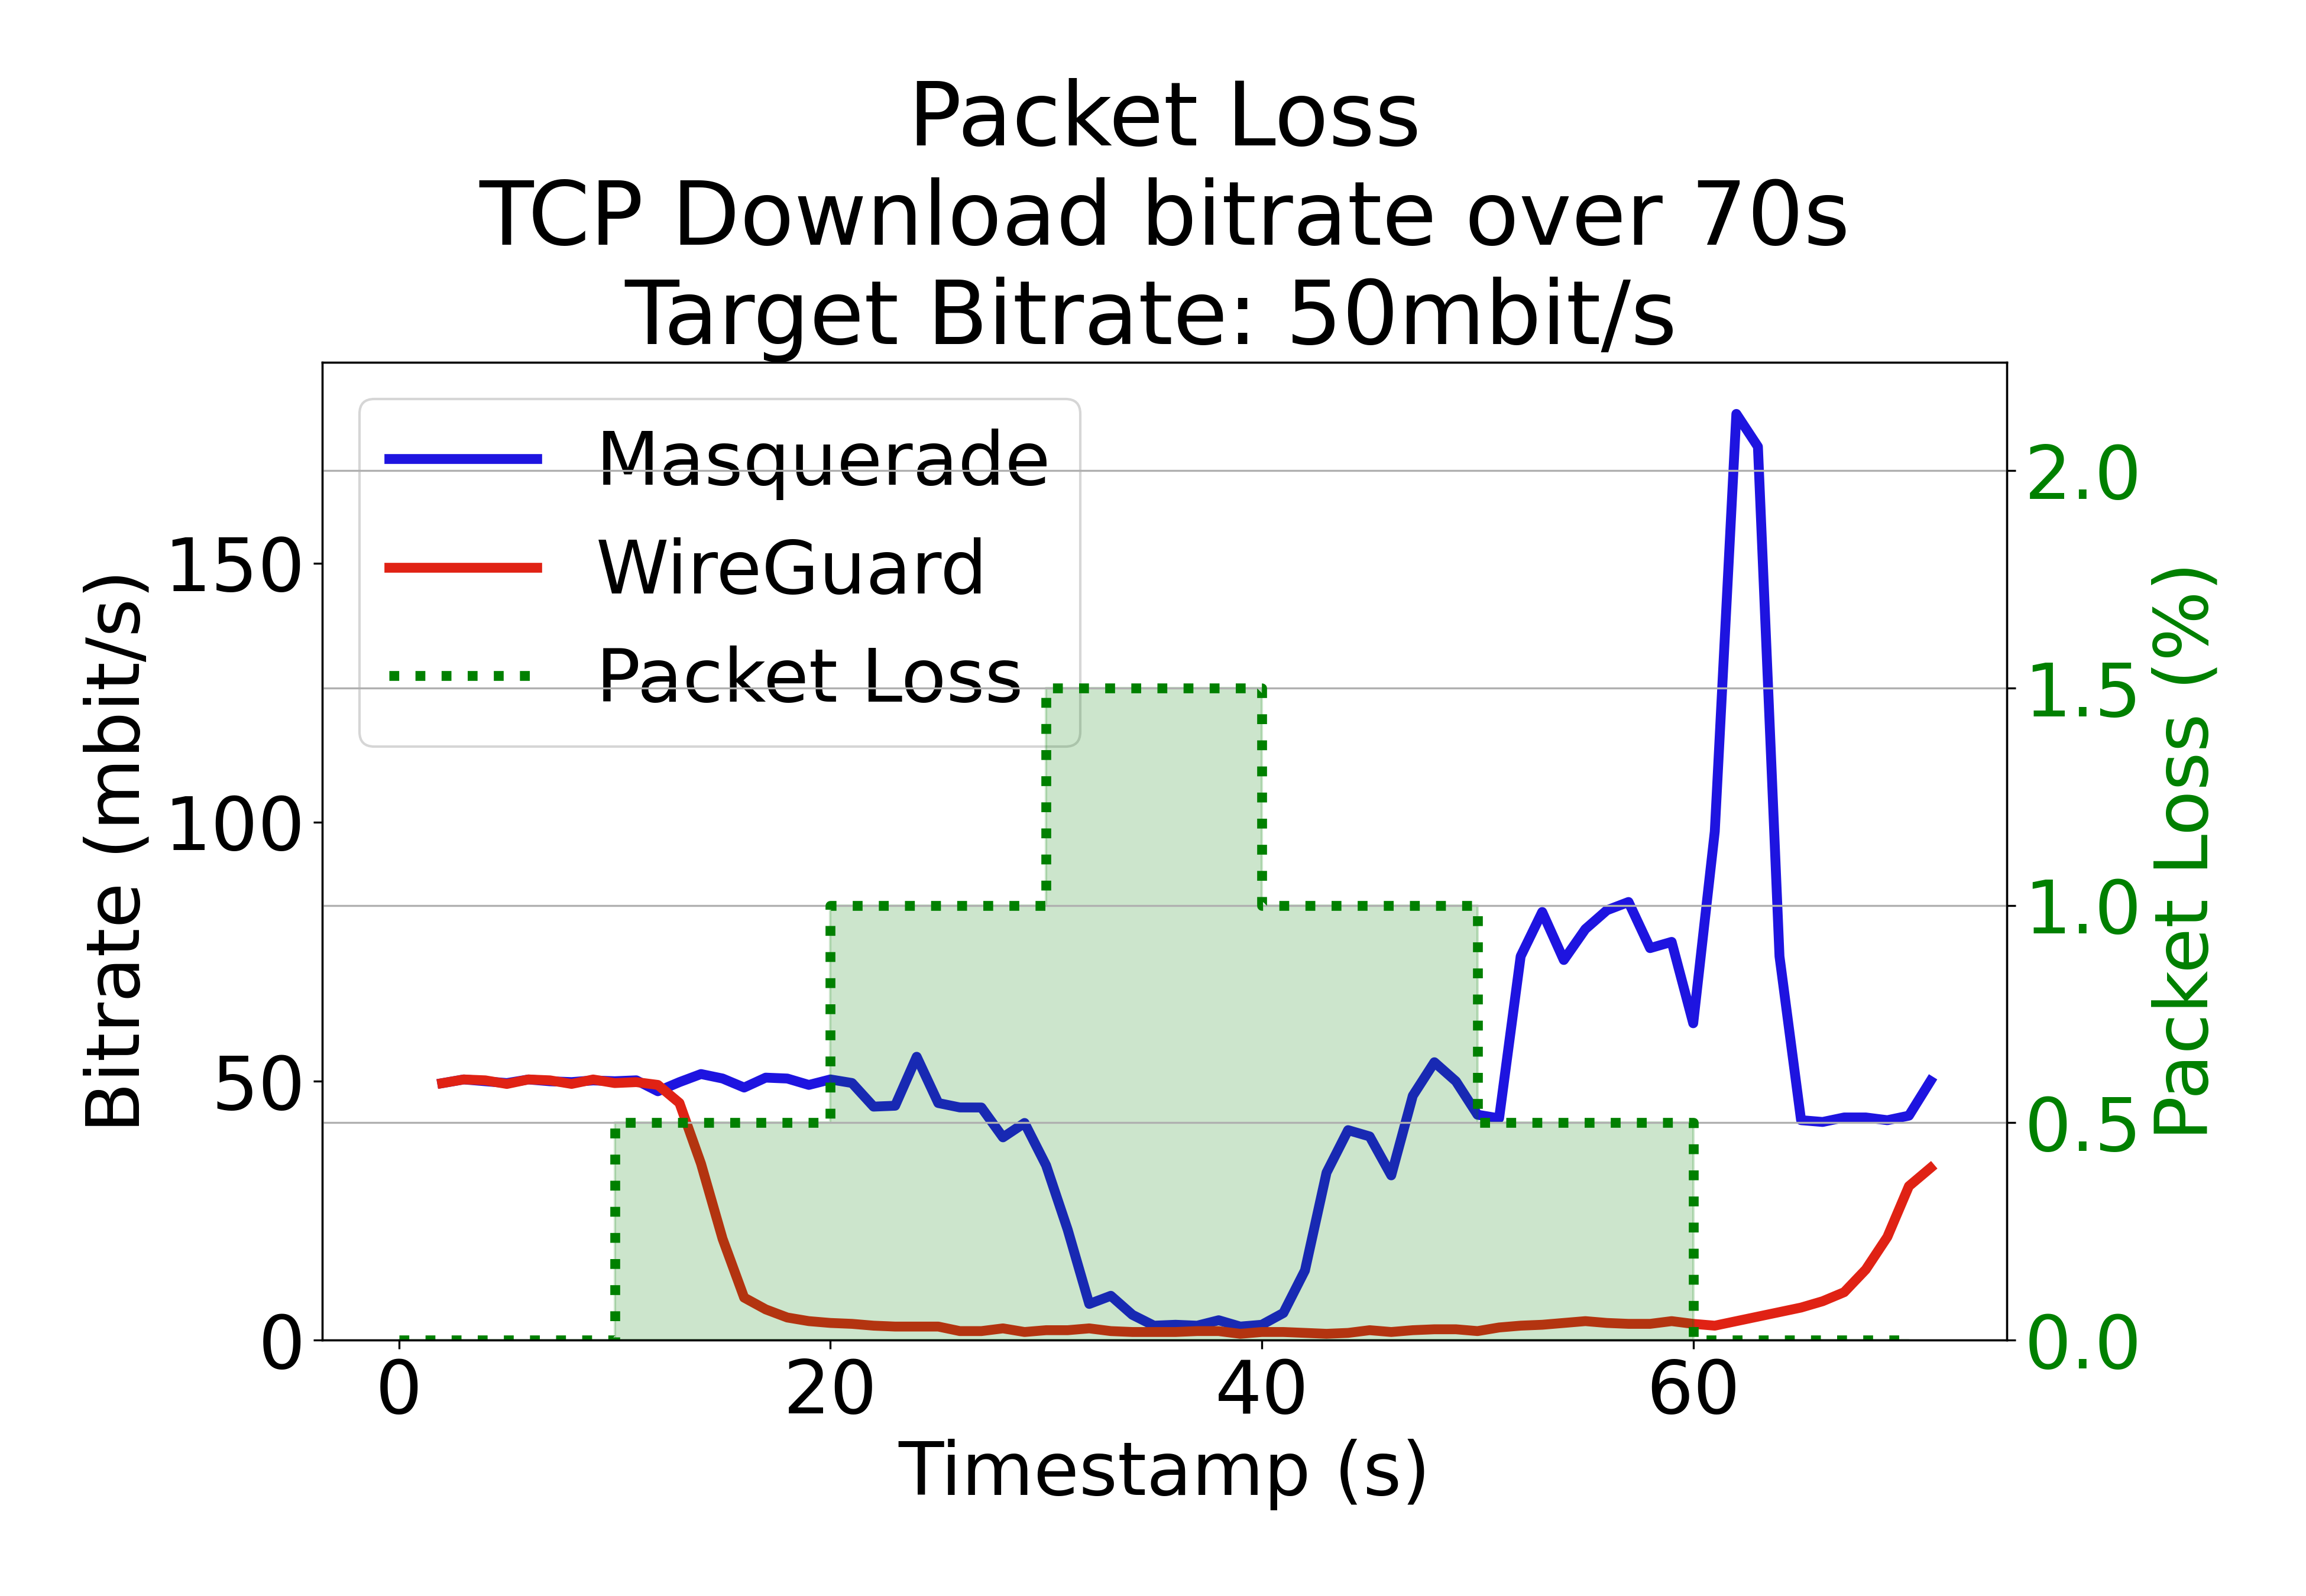 Packet Loss
TCP Download bitrate over 70s
Target Bitrate: 50mbit/s
Masquerade
WireGuard
Packet Loss
Bitrate (mbit/s)
150
100
50
0
2.0
1.5
1.0
0.5
0.0
Packet Loss (%)
0 20 40 60
Timestamp (s)